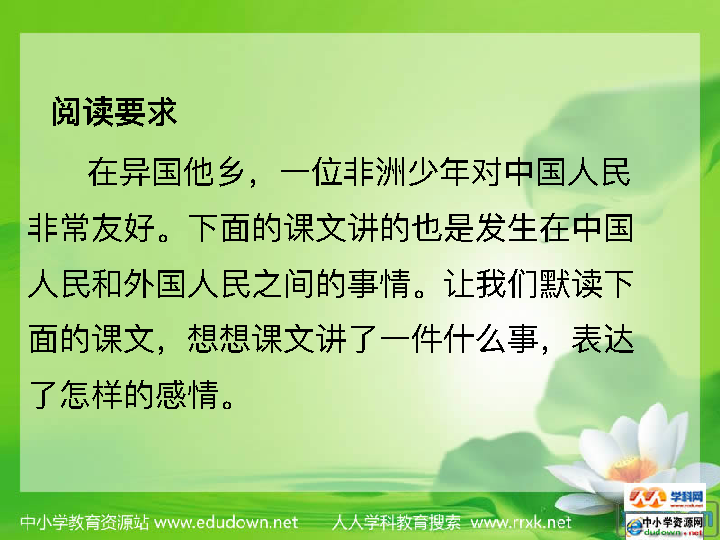 阅读要求
在异国他乡，一位非洲少年对中国人民
非常友好。下面的课文讲的也是发生在中国
人民和外国人民之间的事情。让我们默读下
面的课文，想想课文讲了一件什么事，表达
了怎样的感情。
中小学教育资源站 www.edudown.net 人人学科教育搜索 www.rrxk.net
学科网
www.rrxk.net
中小学资源网
edudown.net